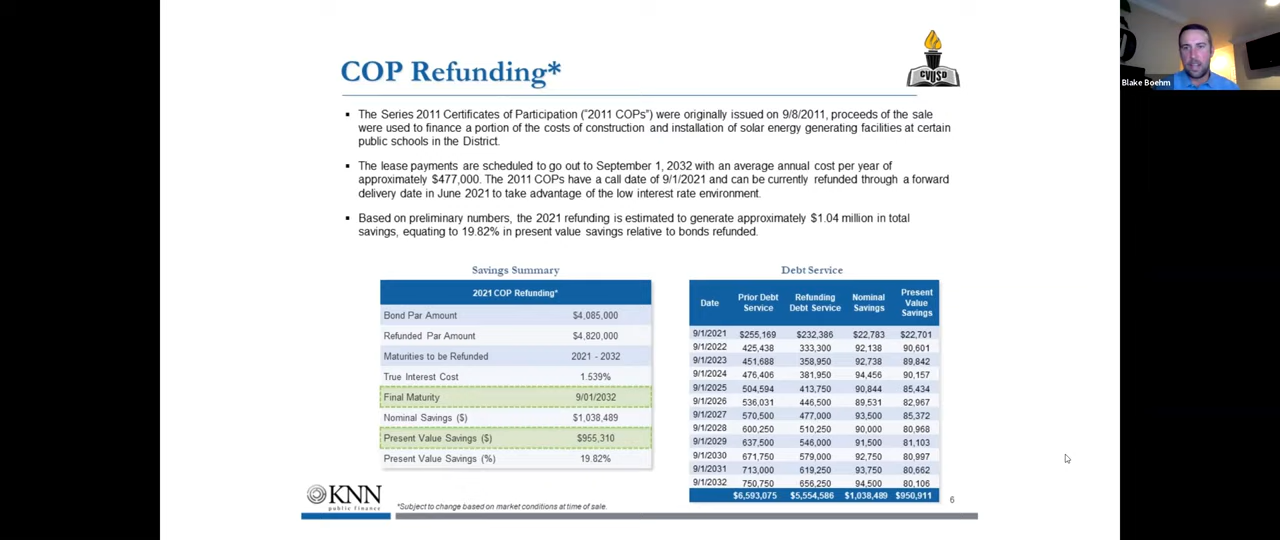 COP Refunding*
CVUSD
Blake Boehm
▪ The Series 2011 Certificates of Participation ("2011 COPs") were originally issued on 9/8/2011, proceeds of the sale
were used to finance a portion of the costs of construction and installation of solar energy generating facilities at certain
public schools in the District.
▪ The lease payments are scheduled to go out to September 1, 2032 with an average annual cost per year of
approximately $477,000. The 2011 COPs have a call date of 9/1/2021 and can be currently refunded through a forward
delivery date in June 2021 to take advantage of the low interest rate environment.
▪ Based on preliminary numbers, the 2021 refunding is estimated to generate approximately $1.04 million in total
savings, equating to 19.82% in present value savings relative to bonds refunded.
Savings Summary
2021 COP Refunding*
Bond Par Amount $4,085,000
Refunded Par Amount $4,820,000
Maturities to be Refunded 2021 - 2032
True Interest Cost 1.539%
Final Maturity 9/01/2032
Nominal Savings ($) $1,038,489
Present Value Savings ($) $955,310
Present Value Savings (%) 19.82%
Debt Service
Date Prior Debt Service Refunding Debt Service Nominal Savings Present Value Savings
9/1/2021 $255,169 $232,386 $22,783 $22,701
9/1/2022 425,438 333,300 92,138 90,601
9/1/2023 451,688 358,950 92,738 89,842
9/1/2024 476,406 381,950 94,456 90,157
9/1/2025 504,594 413,750 90,844 85,434
9/1/2026 536,031 446,500 89,531 82,967
9/1/2027 570,500 477,000 93,500 85,372
9/1/2028 600,250 510,250 90,000 80,968
9/1/2029 637,500 546,000 91,500 81,103
9/1/2030 671,750 579,000 92,750 80,997
9/1/2031 713,000 619,250 93,750 80,662
9/1/2032 750,750 656,250 94,500 80,106
$6,593,075 $5,554,586 $1,038,489 $950,911
KNN
public finance
*Subject to change based on market conditions at time of sale.
6